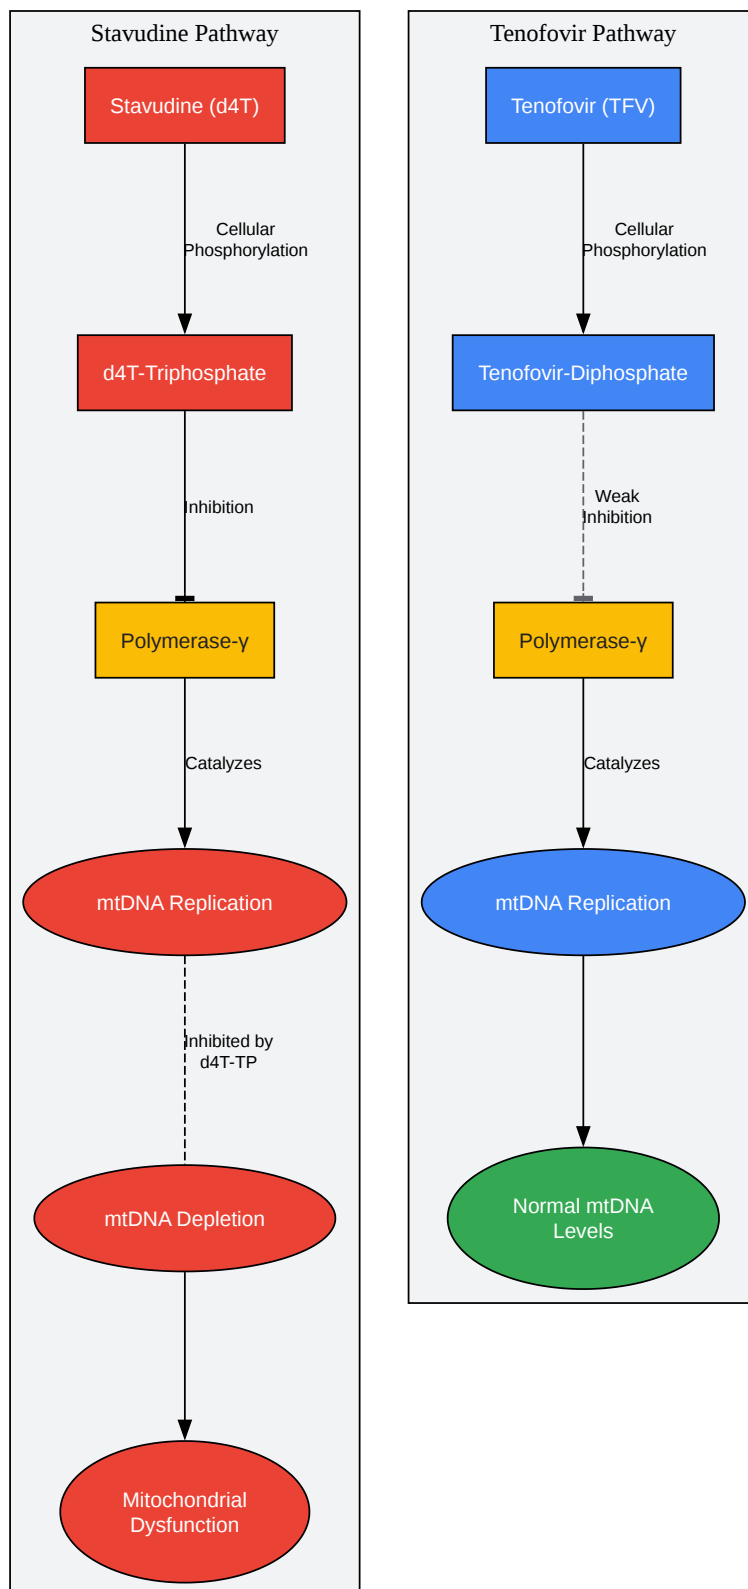 Stavudine Pathway
Stavudine (d4T)
Cellular
Phosphorylation
d4T-Triphosphate
Inhibition
Polymerase-γ
Catalyzes
mtDNA Replication
Inhibited by
d4T-TP
mtDNA Depletion
Mitochondrial
Dysfunction
Tenofovir Pathway
Tenofovir (TFV)
Cellular
Phosphorylation
Tenofovir-Diphosphate
Weak
Inhibition
Polymerase-γ
Catalyzes
mtDNA Replication
Normal mtDNA
Levels